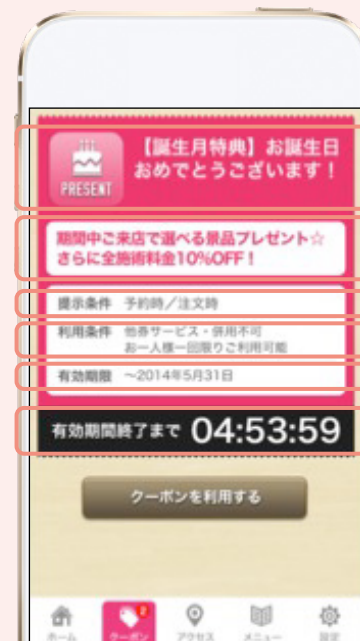 【誕生月特典】お誕生日
おめでとうございます！
PRESENT
期間中ご来店で選べる景品プレゼント☆
さらに全施術料金10%OFF！
提示条件 予約時／注文時
利用条件 他券サービス・併用不可
お一人様一回限りご利用可能
有効期限 ～2014年5月31日
有効期間終了まで 04:53:59
クーポンを利用する
2
ホーム クーポン アクセス メニュー 設定